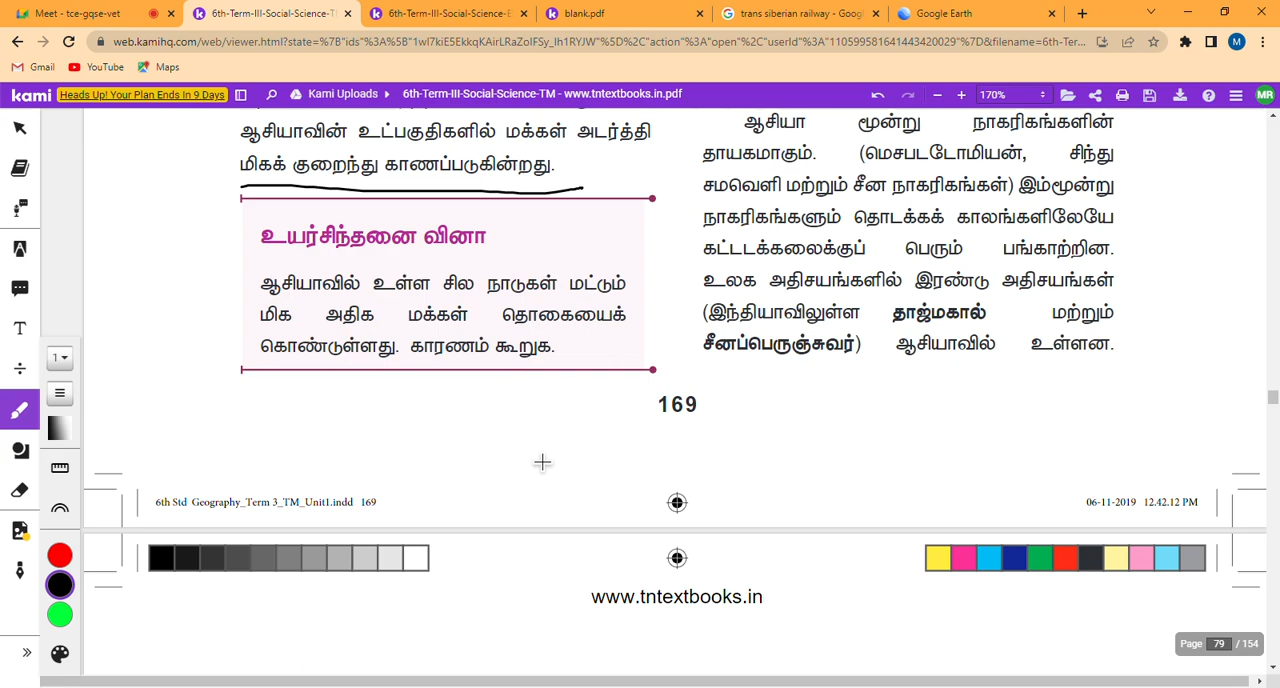 Meet - tce-gqse-vet
6th-Term-III-Social-Science-T
6th-Term-III-Social-Science-E
blank.pdf
trans siberian railway - Goog
Google Earth
web.kamihq.com/web/viewer.html?state=%7B"ids"%3A%5B"1wl7kiE5EkkqKAirLRaZoIFSy_Ih1RYJW"%5D%2C"action"%3A"open"%2C"userId"%3A"110599581641443420029"%7D&filename=6th-Ter...
Gmail
YouTube
Maps
kami
Heads Up! Your Plan Ends In 9 Days
Kami Uploads
6th-Term-III-Social-Science-TM - www.tntextbooks.in.pdf
170%
MR
ஆசியாவின் உட்பகுதிகளில் மக்கள் அடர்த்தி
மிகக் குறைந்து காணப்படுகின்றது.
உயர்சிந்தனை வினா
ஆசியாவில் உள்ள சில நாடுகள் மட்டும்
மிக அதிக மக்கள் தொகையைக்
கொண்டுள்ளது. காரணம் கூறுக.
ஆசியா மூன்று நாகரிகங்களின்
தாயகமாகும். (மெசபடடோமியன், சிந்து
சமவெளி மற்றும் சீன நாகரிகங்கள்) இம்மூன்று
நாகரிகங்களும் தொடக்கக் காலங்களிலேயே
கட்டடக்கலைக்குப் பெரும் பங்காற்றின.
உலக அதிசயங்களில் இரண்டு அதிசயங்கள்
(இந்தியாவிலுள்ள தாஜ்மகால் மற்றும்
சீனப்பெருஞ்சுவர்) ஆசியாவில் உள்ளன.
169
6th Std Geography_Term 3_TM_Unit1.indd 169
06-11-2019 12.42.12 PM
www.tntextbooks.in
Page 79 / 154
1
T
M